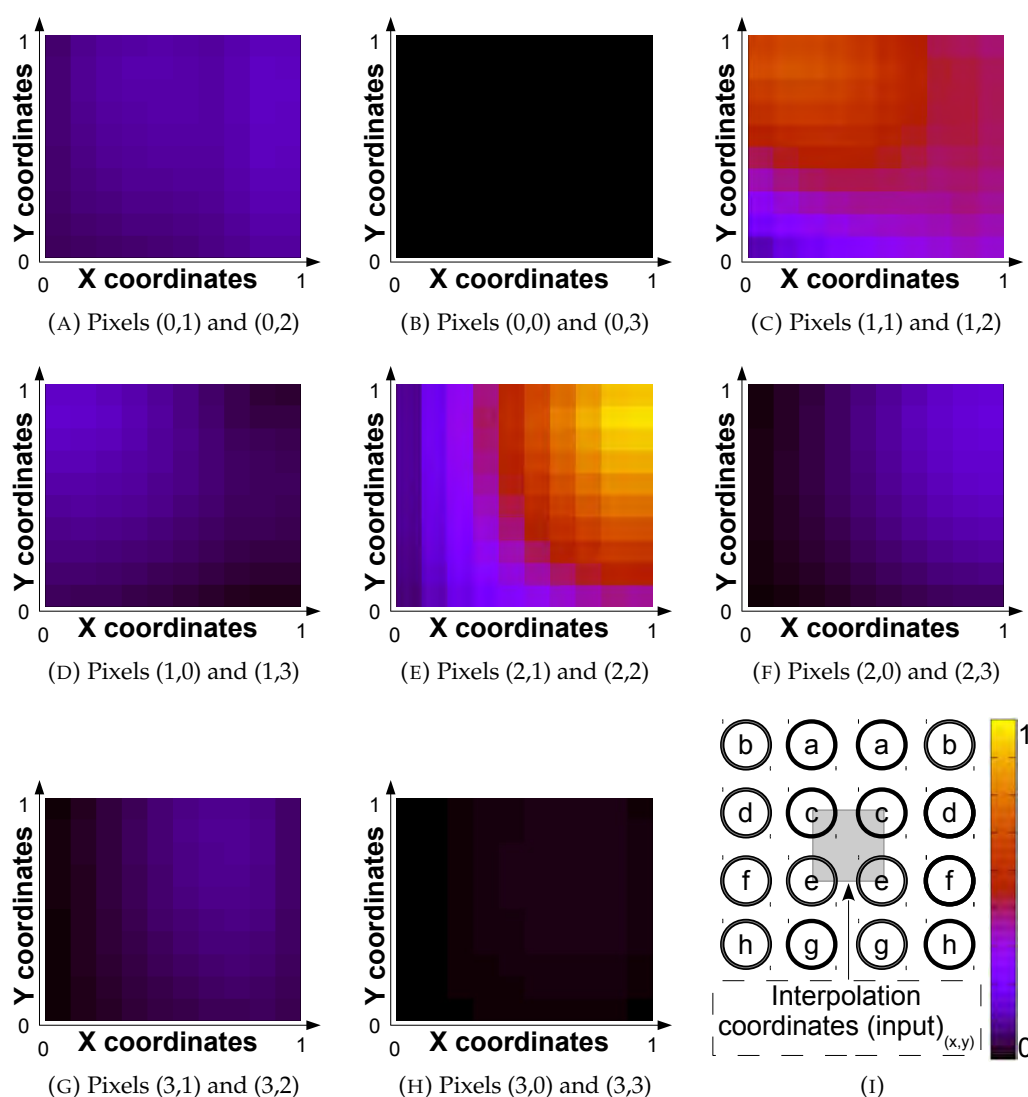 1
Y coordinates
0
0
X coordinates
1
(A) Pixels (0,1) and (0,2)
1
Y coordinates
0
0
X coordinates
1
(B) Pixels (0,0) and (0,3)
1
Y coordinates
0
0
X coordinates
1
(C) Pixels (1,1) and (1,2)
1
Y coordinates
0
0
X coordinates
1
(D) Pixels (1,0) and (1,3)
1
Y coordinates
0
0
X coordinates
1
(E) Pixels (2,1) and (2,2)
1
Y coordinates
0
0
X coordinates
1
(F) Pixels (2,0) and (2,3)
1
Y coordinates
0
0
X coordinates
1
(G) Pixels (3,1) and (3,2)
1
Y coordinates
0
0
X coordinates
1
(H) Pixels (3,0) and (3,3)
b a a b
d c c d
f e e f
h g g h
1
0
Interpolation
coordinates (input)(x,y)
(I)